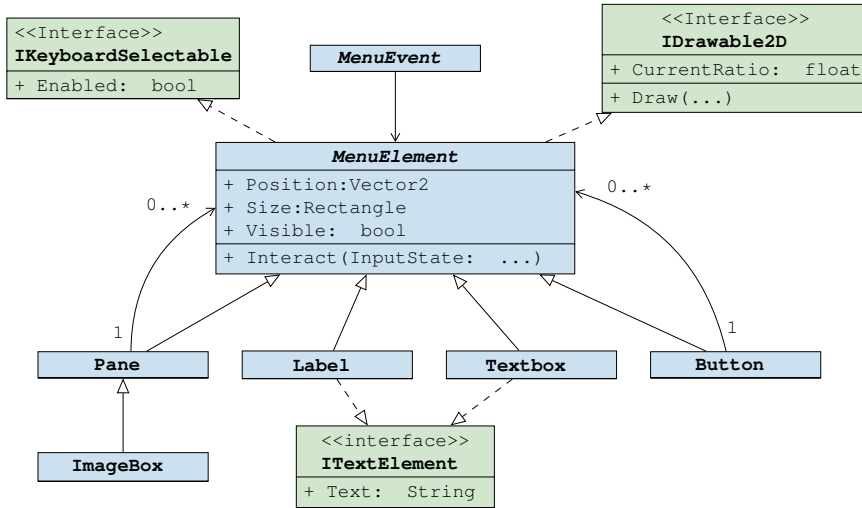 <<Interface>>
IKeyboardSelectable
+ Enabled: bool
MenuEvent
<<Interface>>
IDrawable2D
+ CurrentRatio: float
+ Draw(...)
MenuElement
+ Position:Vector2
+ Size:Rectangle
+ Visible: bool
+ Interact(InputState: ...)
0..*
0..*
1
1
Pane
Label
Textbox
Button
ImageBox
<<interface>>
ITextElement
+ Text: String